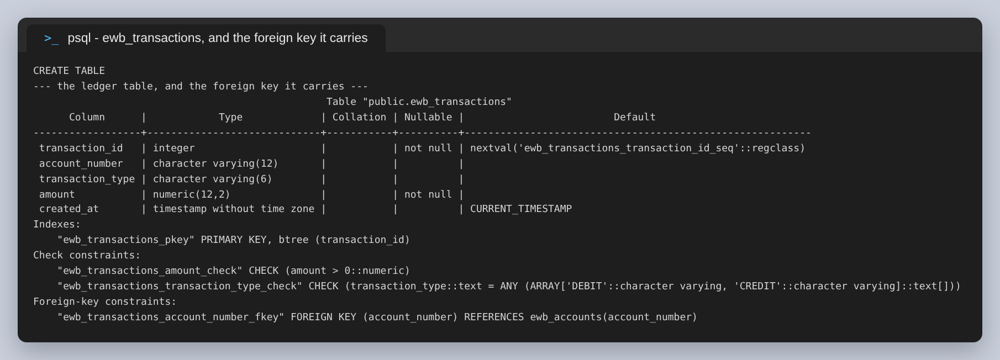 >_ psql - ewb_transactions, and the foreign key it carries
CREATE TABLE
--- the ledger table, and the foreign key it carries ---
                                                 Table "public.ewb_transactions"
      Column      |            Type             | Collation | Nullable |                         Default
------------------+-----------------------------+-----------+----------+----------------------------------------------------------
 transaction_id   | integer                     |           | not null | nextval('ewb_transactions_transaction_id_seq'::regclass)
 account_number   | character varying(12)       |           |          |
 transaction_type | character varying(6)        |           |          |
 amount           | numeric(12,2)               |           | not null |
 created_at       | timestamp without time zone |           |          | CURRENT_TIMESTAMP
Indexes:
    "ewb_transactions_pkey" PRIMARY KEY, btree (transaction_id)
Check constraints:
    "ewb_transactions_amount_check" CHECK (amount > 0::numeric)
    "ewb_transactions_transaction_type_check" CHECK (transaction_type::text = ANY (ARRAY['DEBIT'::character varying, 'CREDIT'::character varying]::text[]))
Foreign-key constraints:
    "ewb_transactions_account_number_fkey" FOREIGN KEY (account_number) REFERENCES ewb_accounts(account_number)